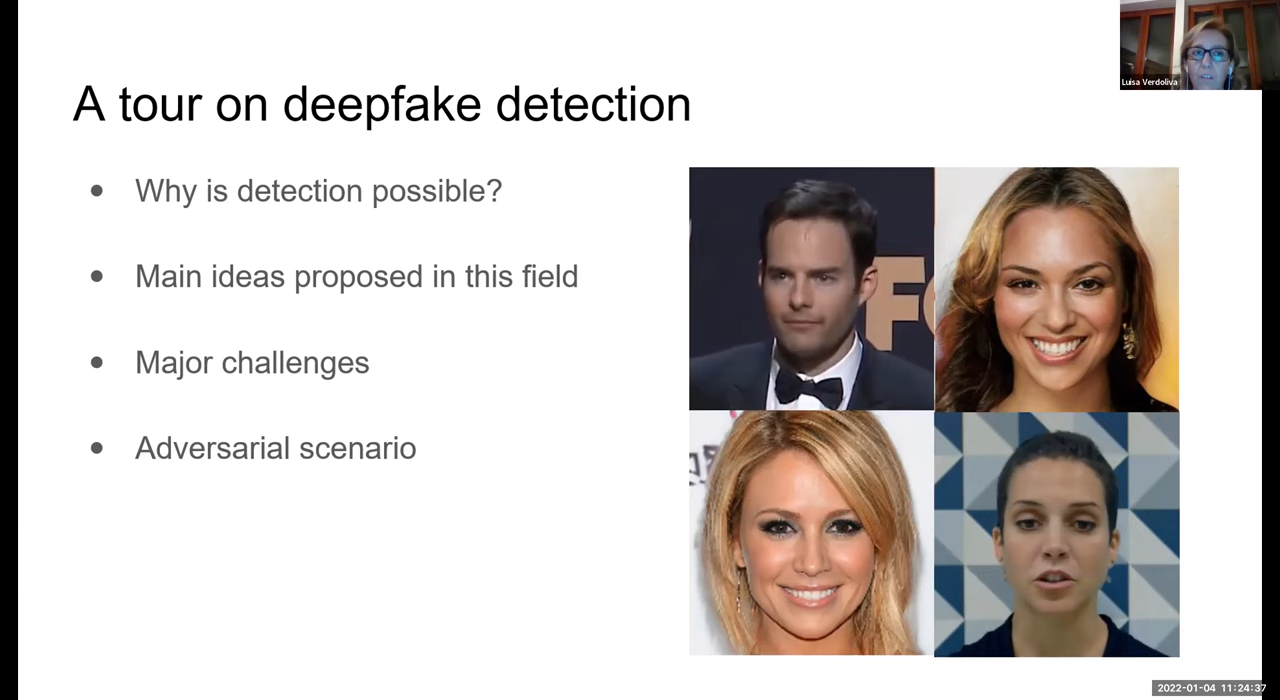 Luisa Verdoliva
A tour on deepfake detection
● Why is detection possible?
● Main ideas proposed in this field
● Major challenges
● Adversarial scenario
2022-01-04 11:24:37